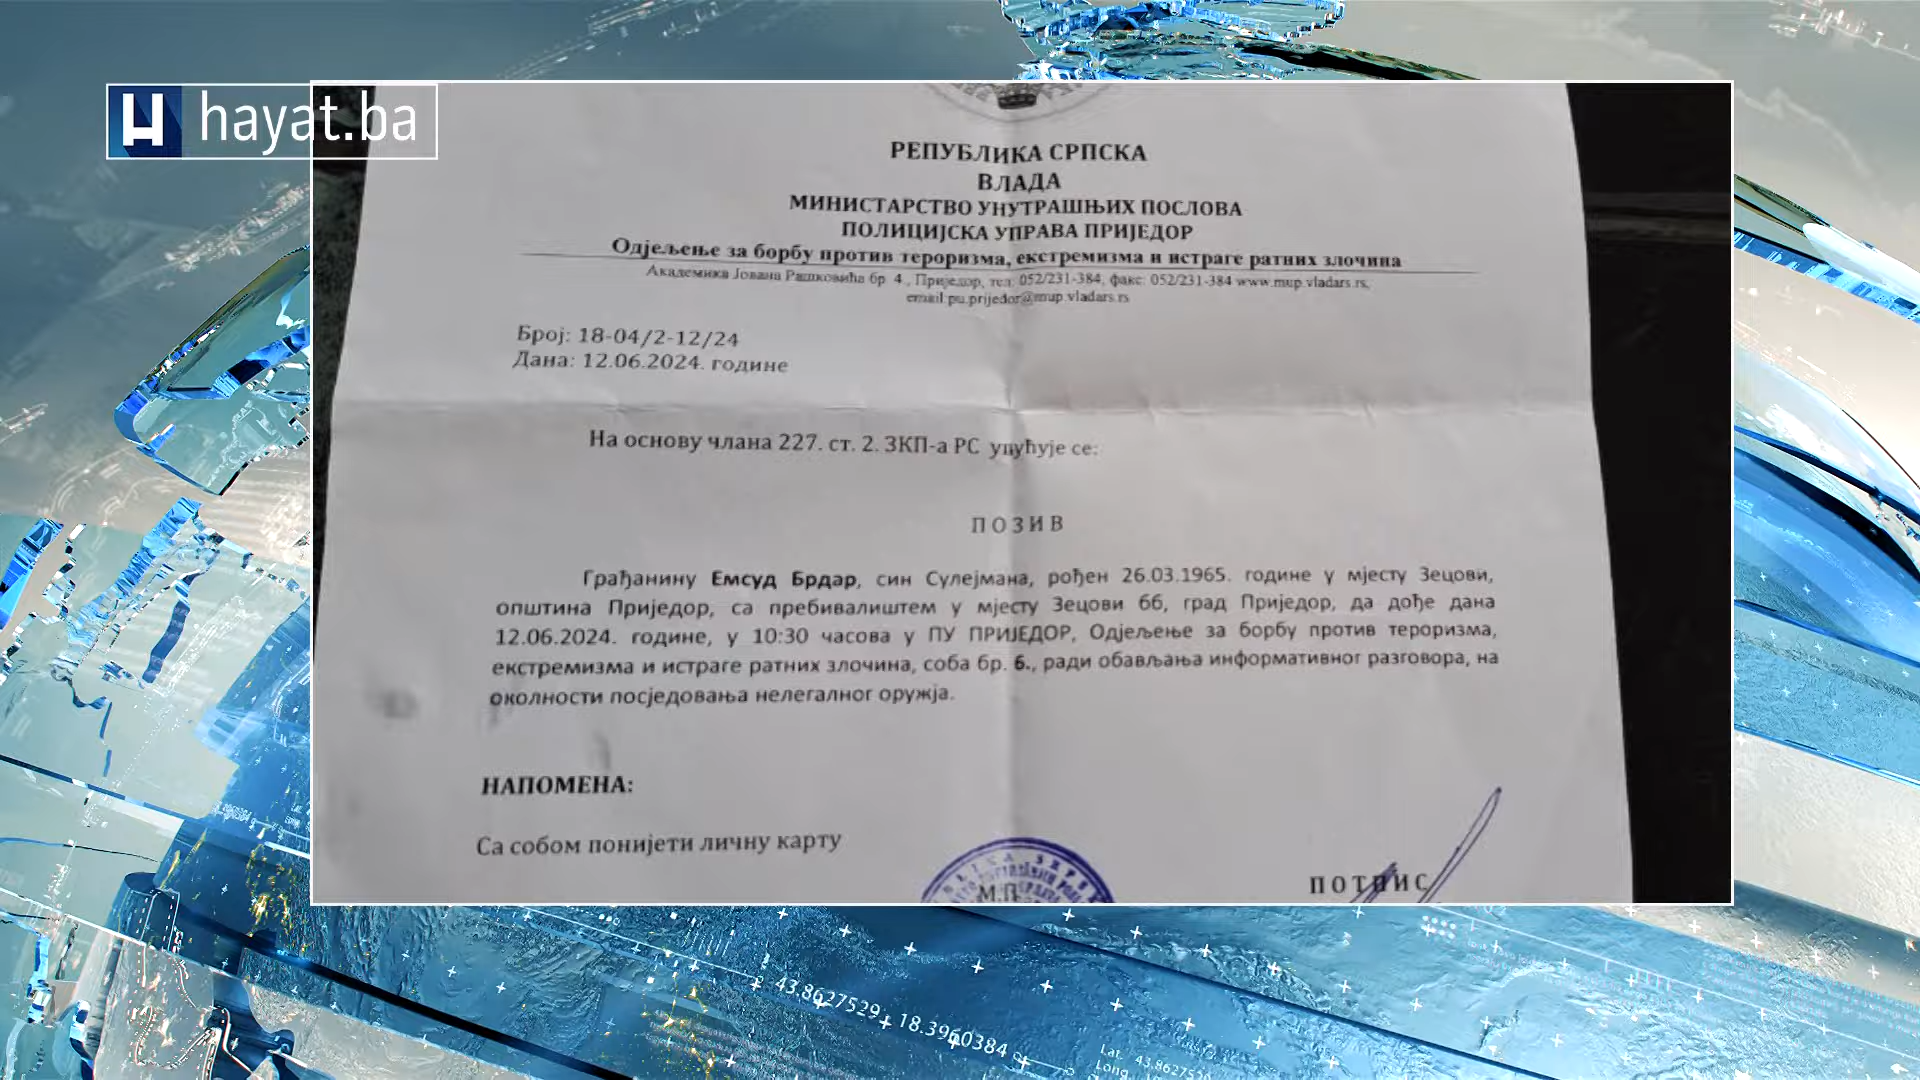 hayat.ba
РЕПУБЛИКА СРПСКА
ВЛАДА
МИНИСТАРСТВО УНУТРАШЊИХ ПОСЛОВА
ПОЛИЦИЈСКА УПРАВА ПРИЈЕДОР
Одјељење за борбу против тероризма, екстремизма и истраге ратних злочина
Академика Јована Рашковића бр. 4., Приједор, тел: 052/231-384, факс: 052/231-384 www.mup.vladars.rs,
email:pu.prijedor@mup.vladars.rs
Број: 18-04/2-12/24
Дана: 12.06.2024. године
На основу члана 227. ст. 2. ЗКП-а РС упућује се:
ПОЗИВ
Грађанину Емсуд Брдар, син Сулејмана, рођен 26.03.1965. године у мјесту Зецови,
општина Приједор, са пребивалиштем у мјесту Зецови бб, град Приједор, да дође дана
12.06.2024. године, у 10:30 часова у ПУ ПРИЈЕДОР, Одјељење за борбу против тероризма,
екстремизма и истраге ратних злочина, соба бр. 6., ради обављања информативног разговора, на
околности посједовања нелегалног оружја.
НАПОМЕНА:
Са собом понијети личну карту
М.П.
ПОТПИС
43.8627529 18.3960384
Lat. 43.862752
Long.